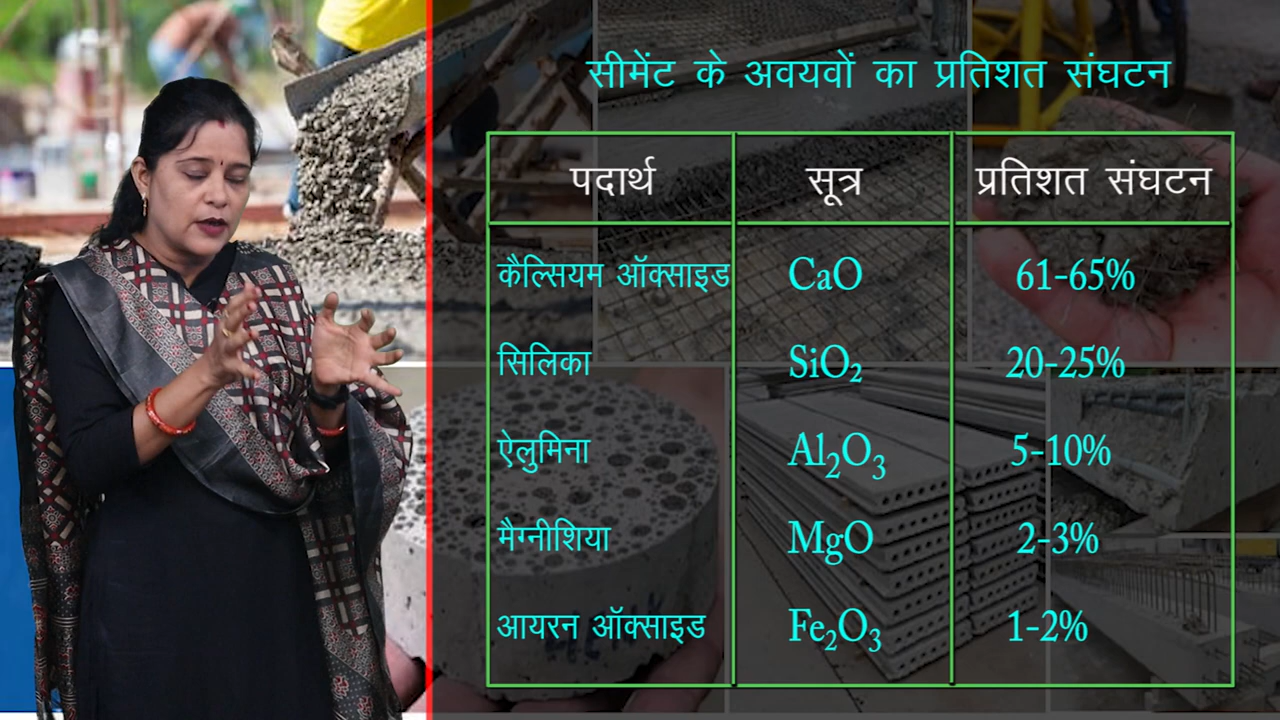 सीमेंट के अवयवों का प्रतिशत संघटन
पदार्थ सूत्र प्रतिशत संघटन
कैल्सियम ऑक्साइड CaO 61-65%
सिलिका SiO₂ 20-25%
ऐलुमिना Al₂O₃ 5-10%
मैग्नीशिया MgO 2-3%
आयरन ऑक्साइड Fe₂O₃ 1-2%